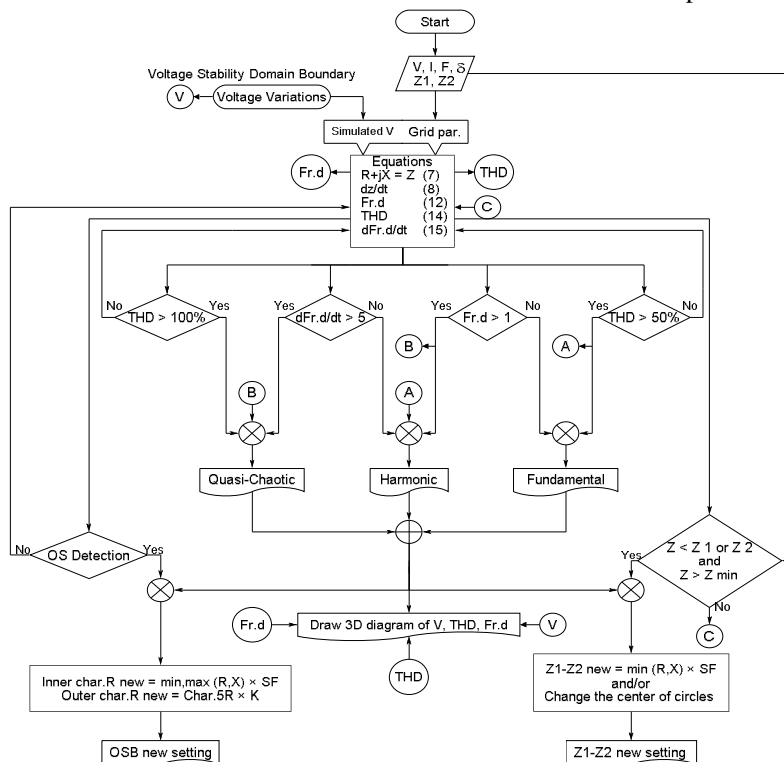 Start
V, I, F, δ
Z1, Z2
Voltage Stability Domain Boundary
V
Voltage Variations
Simulated V
Grid par.
Fr.d
Equations
THD
R+jX = Z (7)
dz/dt (8)
Fr.d (12)
C
THD (14)
dFr.d/dt (15)
No
THD > 100%
Yes
Yes
dFr.d/dt > 5
No
Yes
Fr.d > 1
No
Yes
THD > 50%
No
B
A
B
A
Quasi-Chaotic
Harmonic
Fundamental
No
OS Detection
Yes
Yes
Z < Z 1 or Z 2
and
Z > Z min
No
C
Fr.d
Draw 3D diagram of V, THD, Fr.d
V
THD
Inner char.R new = min,max (R,X) × SF
Outer char.R new = Char.5R × K
Z1-Z2 new = min (R,X) × SF
and/or
Change the center of circles
OSB new setting
Z1-Z2 new setting